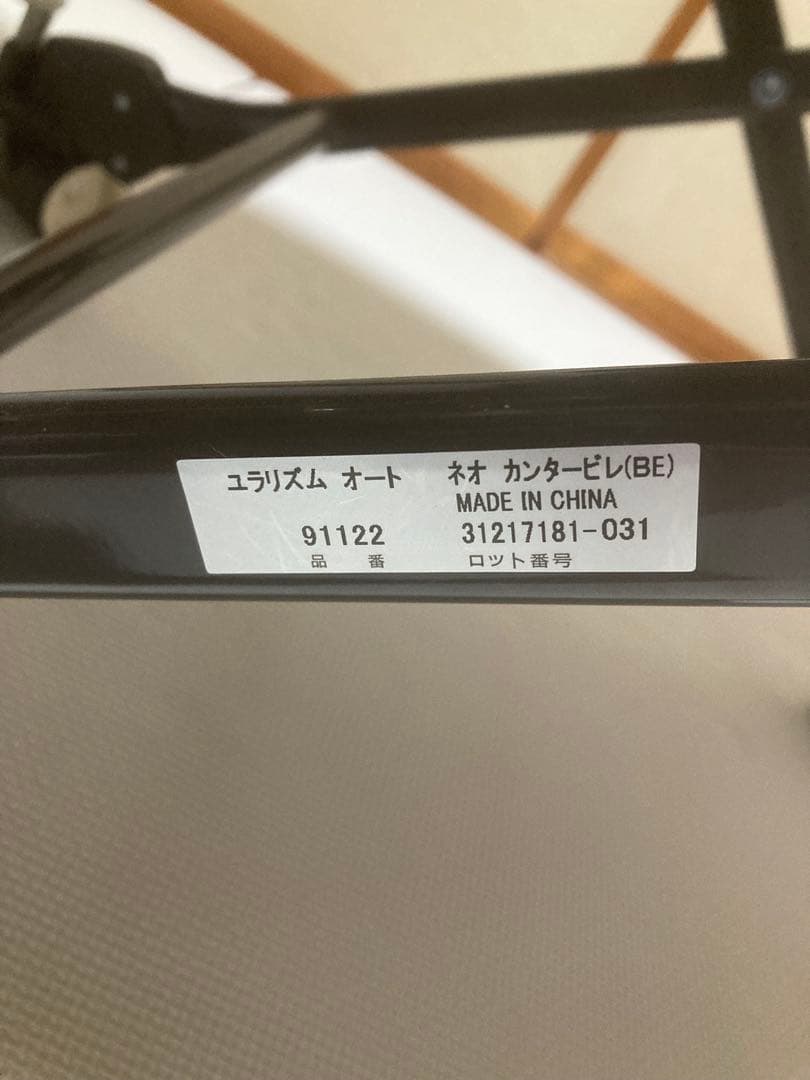 ユラリズム オート ネオ カンタービレ(BE)
MADE IN CHINA
91122 31217181-031
品 番 ロット番号